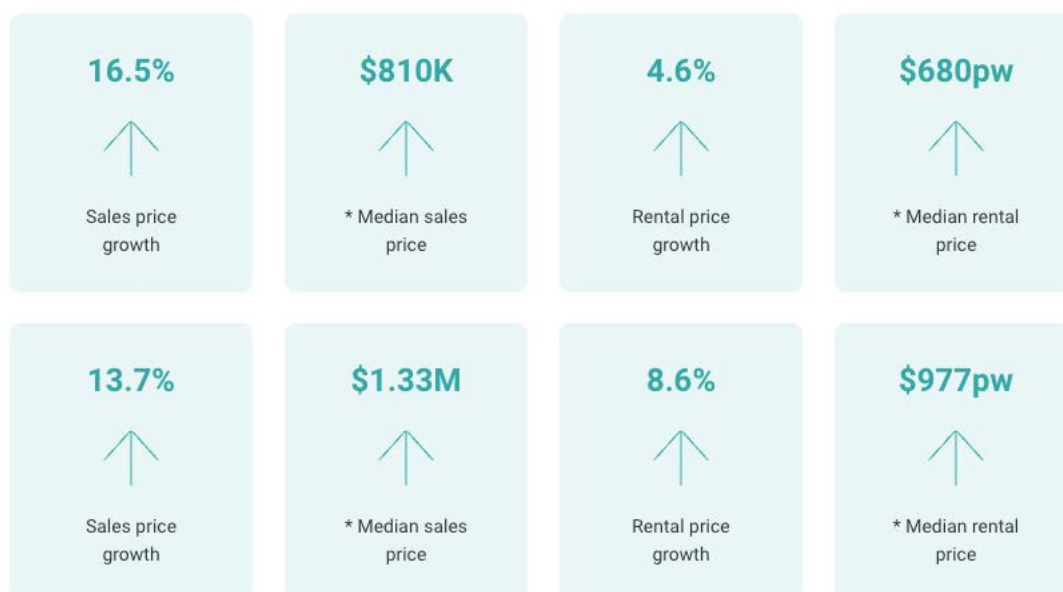 16.5%
$810K
4.6%
$680pw
Sales price
growth
* Median sales
price
Rental price
growth
* Median rental
price
13.7%
$1.33M
8.6%
$977pw
Sales price
growth
* Median sales
price
Rental price
growth
* Median rental
price